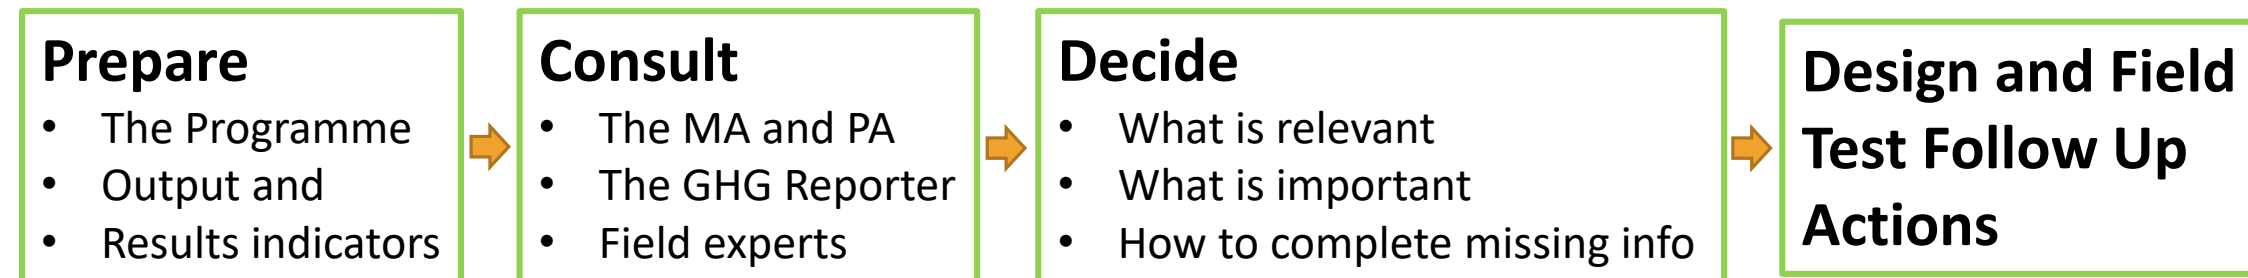 Prepare
• The Programme
• Output and
• Results indicators
Consult
• The MA and PA
• The GHG Reporter
• Field experts
Decide
• What is relevant
• What is important
• How to complete missing info
Design and Field
Test Follow Up
Actions